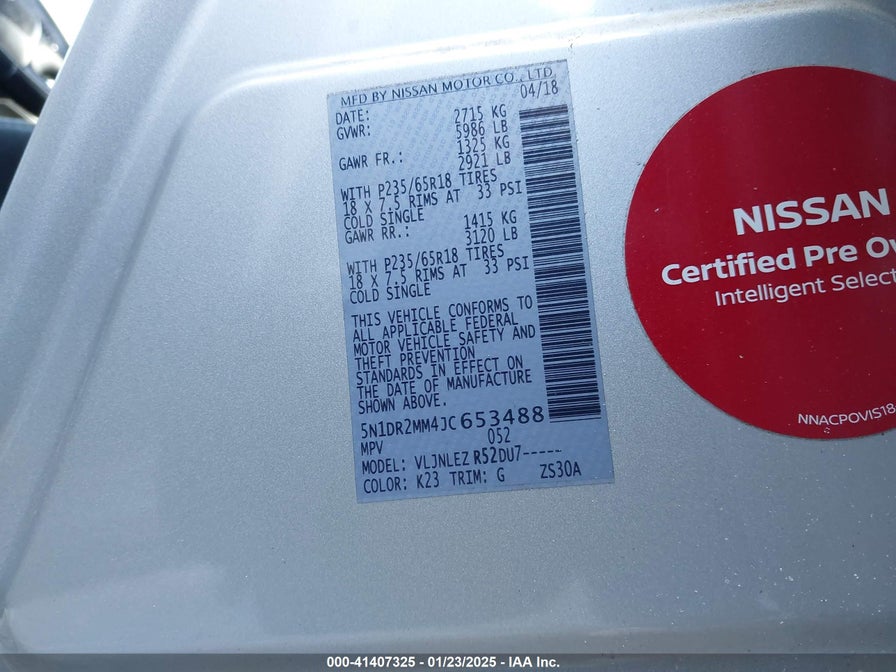 MFD BY NISSAN MOTOR CO., LTD
DATE: 04/18
GVWR: 2715 KG
5986 LB
GAWR FR.: 1325 KG
2921 LB
WITH P235/65R18 TIRES
18 X 7.5 RIMS AT 33 PSI
COLD SINGLE
GAWR RR.: 1415 KG
3120 LB
WITH P235/65R18 TIRES
18 X 7.5 RIMS AT 33 PSI
COLD SINGLE
THIS VEHICLE CONFORMS TO
ALL APPLICABLE FEDERAL
MOTOR VEHICLE SAFETY AND
THEFT PREVENTION
STANDARDS IN EFFECT ON
THE DATE OF MANUFACTURE
SHOWN ABOVE.
5N1DR2MM4JC653488
MPV 052
MODEL: VLJNLEZ R52DU7-----
COLOR: K23 TRIM: G ZS30A
NISSAN
Certified Pre
Intelligent Select
NNACPOVIS18
000-41407325 - 01/23/2025 - IAA Inc.